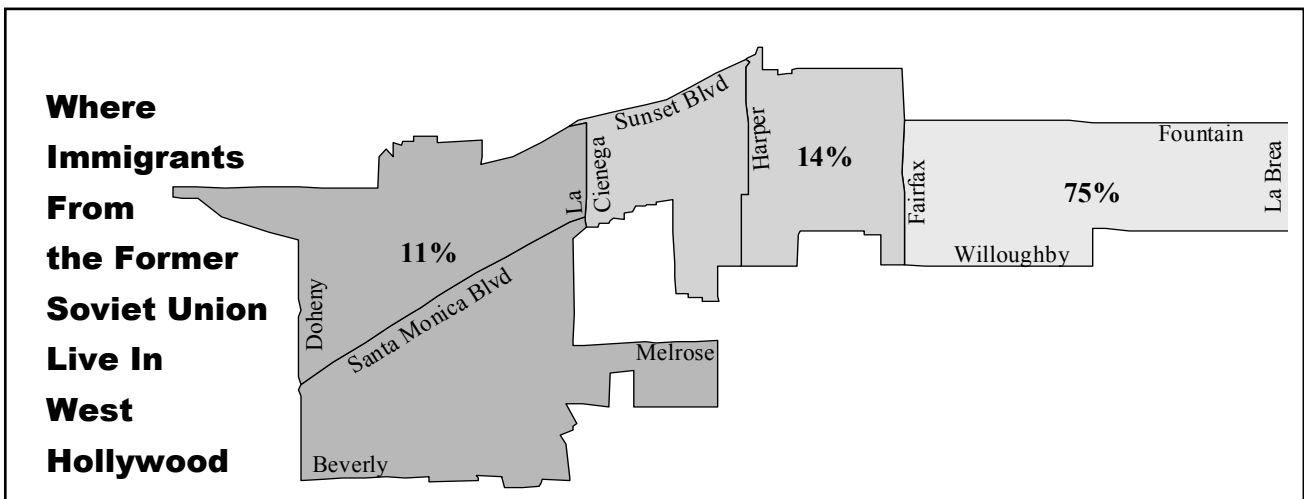 Where
Immigrants
From
the Former
Soviet Union
Live In
West
Hollywood
Sunset Blvd
Harper
14%
Fountain
La Brea
Fairfax
75%
Willoughby
La
Cienega
11%
Doheny
Santa Monica Blvd
Melrose
Beverly